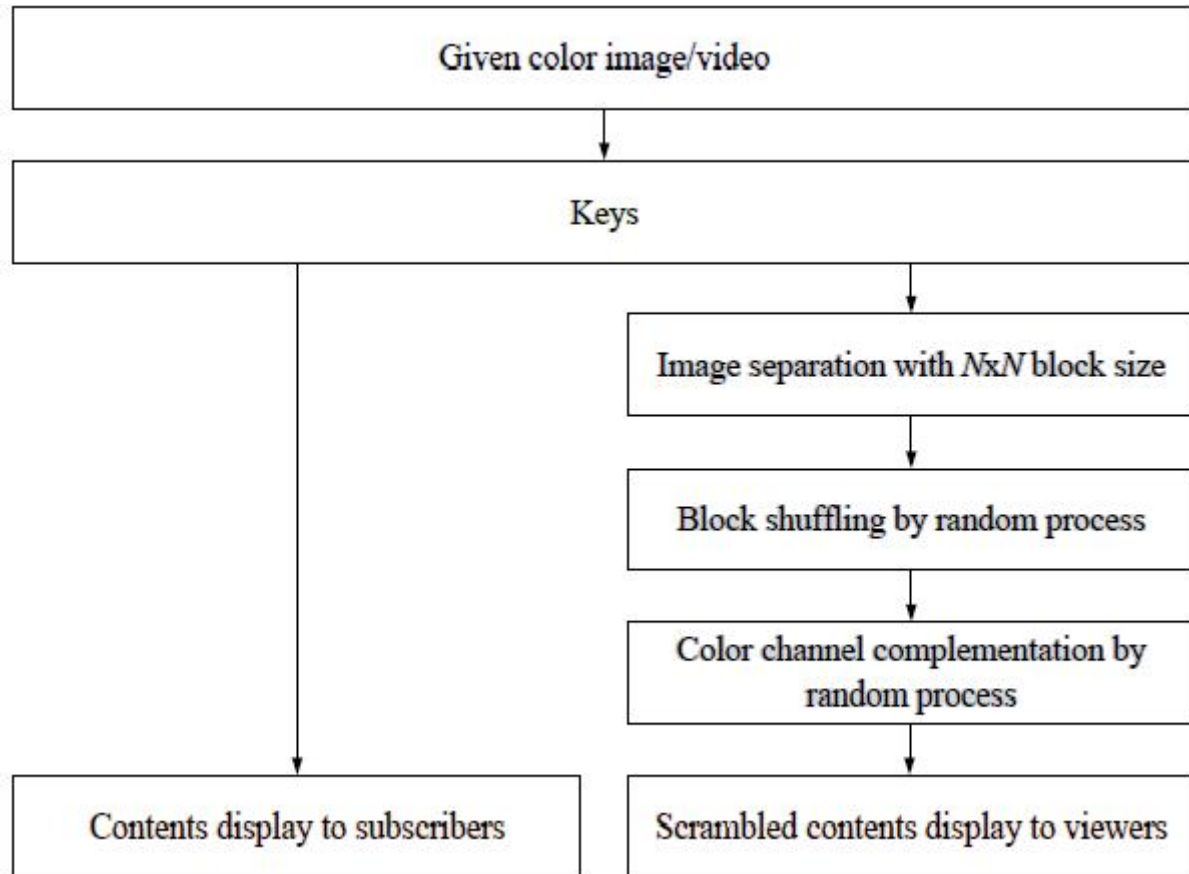 Given color image/video
Keys
Image separation with NxN block size
Block shuffling by random process
Color channel complementation by
random process
Contents display to subscribers
Scrambled contents display to viewers